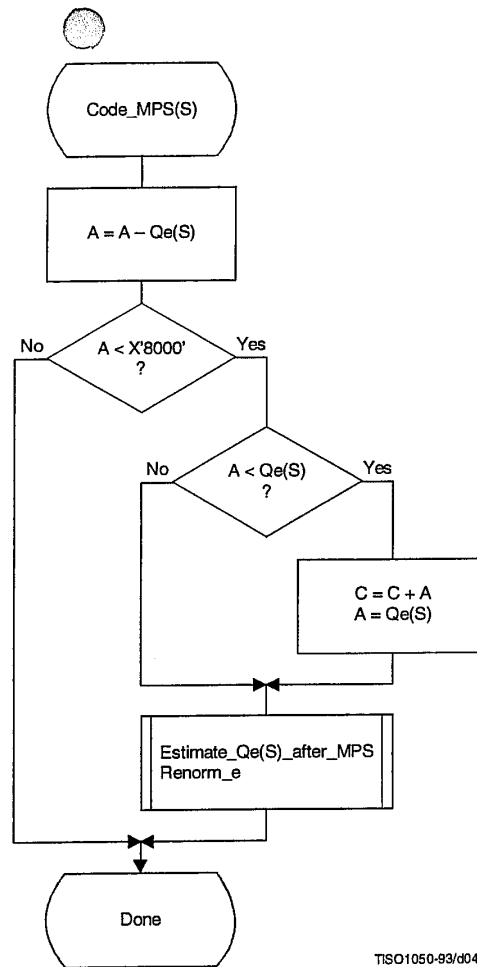 Code_MPS(S)
A = A – Qe(S)
No
A < X'8000'
?
Yes
No
A < Qe(S)
?
Yes
C = C + A
A = Qe(S)
Estimate_Qe(S)_after_MPS
Renorm_e
Done
TISO1050-93/d04